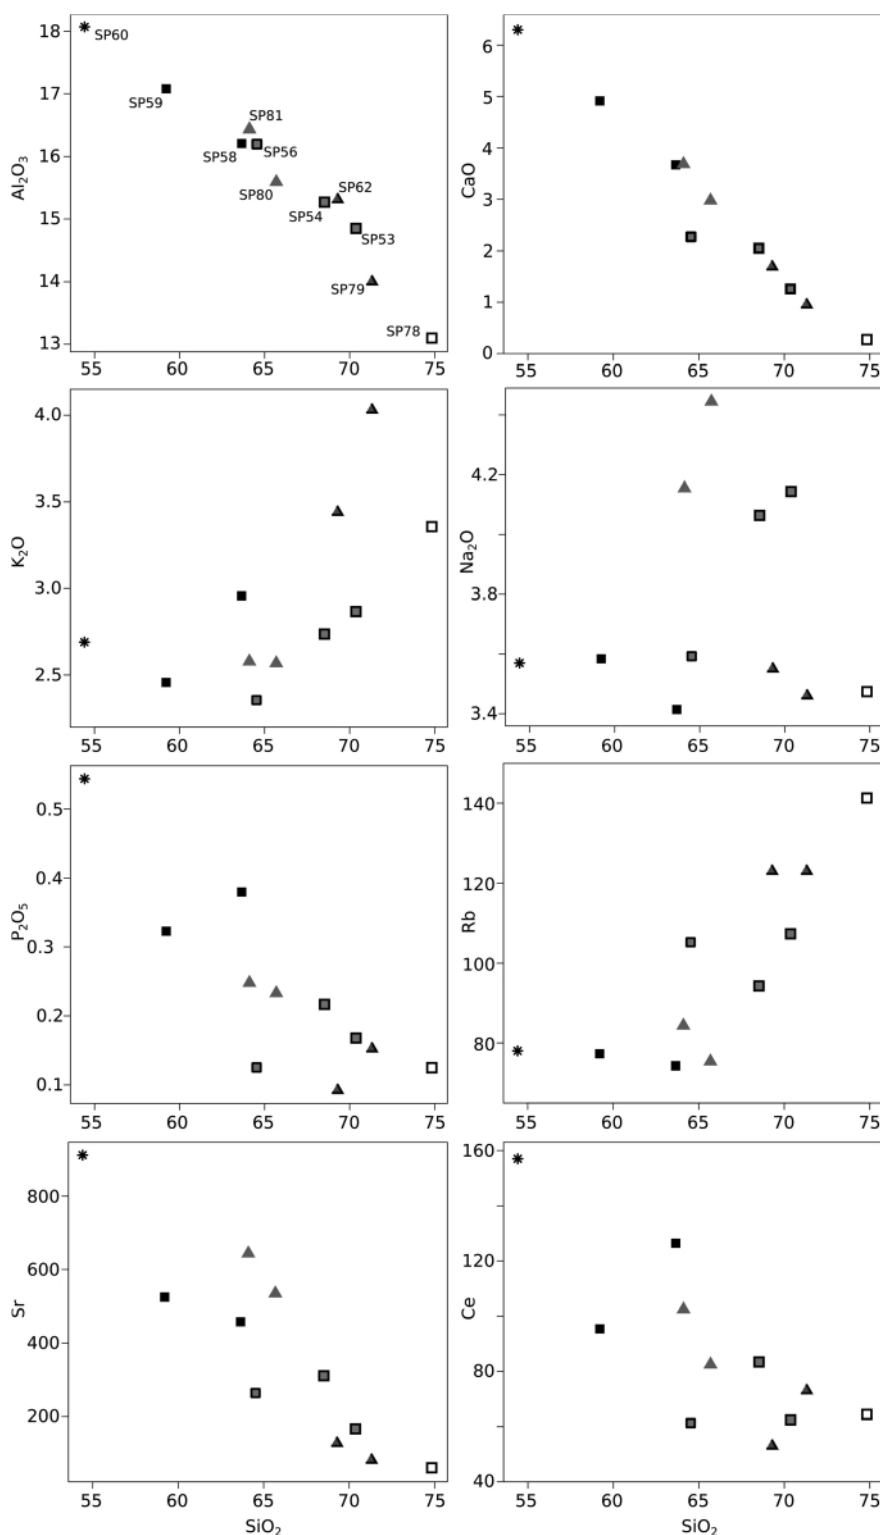 Al₂O₃
18
17
16
15
14
13
SP60
SP59
SP81
SP58
SP56
SP80
SP62
SP54
SP53
SP79
SP78
55 60 65 70 75
CaO
6
5
4
3
2
1
0
55 60 65 70 75
K₂O
4.0
3.5
3.0
2.5
55 60 65 70 75
Na₂O
4.2
3.8
3.4
55 60 65 70 75
P₂O₅
0.5
0.4
0.3
0.2
0.1
55 60 65 70 75
Rb
140
120
100
80
55 60 65 70 75
Sr
800
600
400
200
55 60 65 70 75
SiO₂
Ce
160
120
80
40
55 60 65 70 75
SiO₂